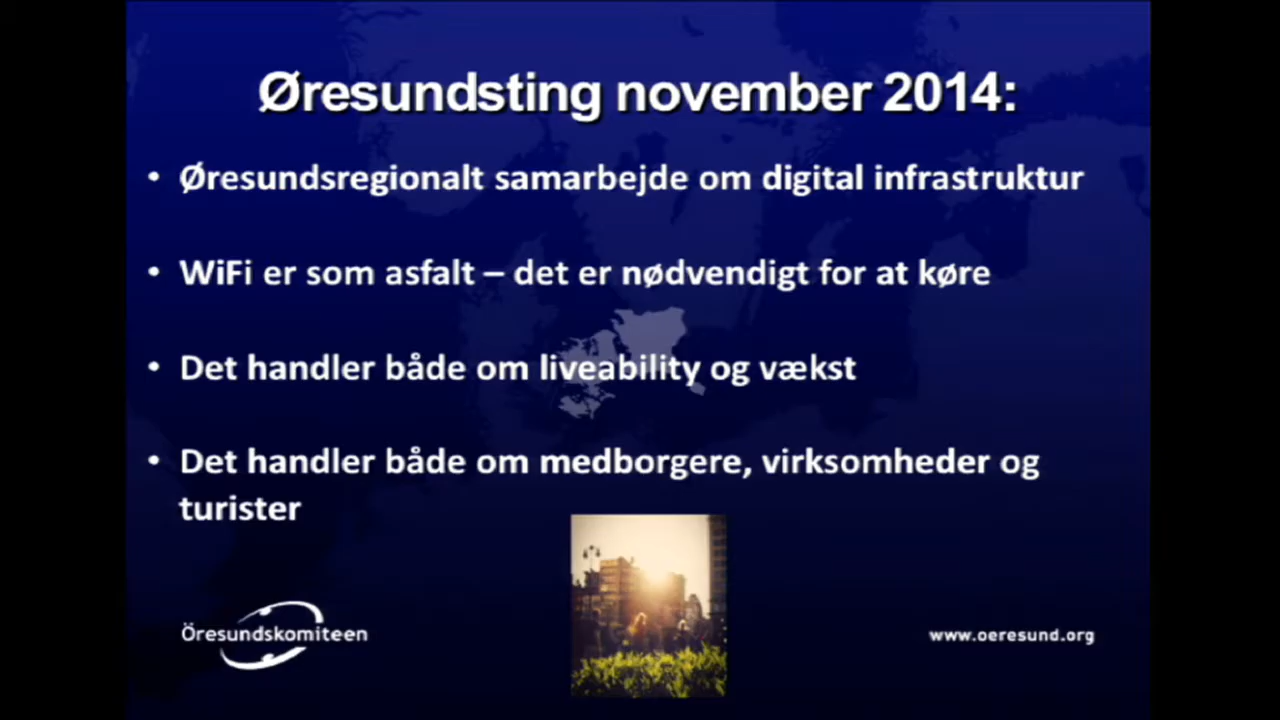 Øresundsting november 2014:
• Øresundsregionalt samarbejde om digital infrastruktur
• WiFi er som asfalt – det er nødvendigt for at køre
• Det handler både om liveability og vækst
• Det handler både om medborgere, virksomheder og
turister
Öresundskomiteen
www.oeresund.org